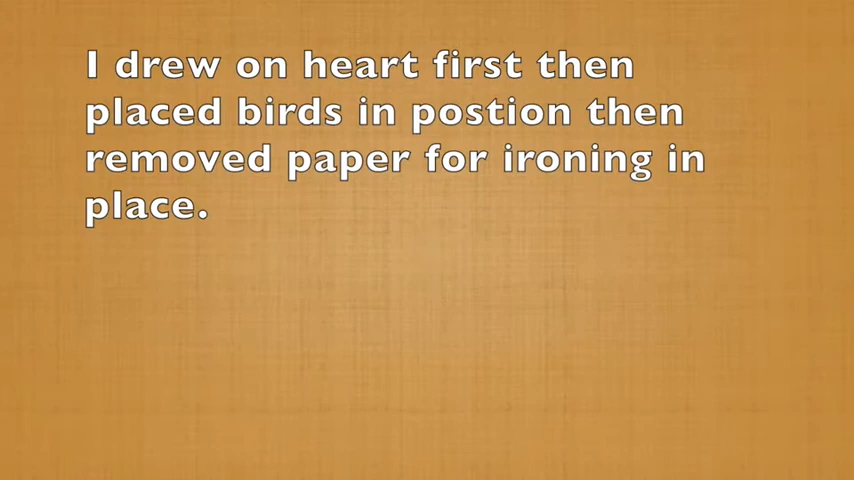 I drew on heart first then
placed birds in postion then
removed paper for ironing in
place.